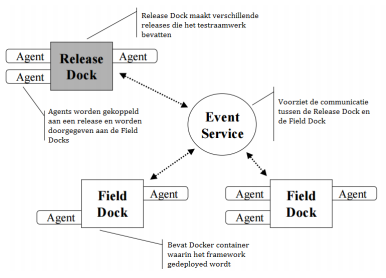 Release Dock maakt verschillende
releases die het testraamwerk
bevatten
Agent
Release
Dock
Agent
Agent
Agents worden gekoppeld
aan een release en worden
doorgegeven aan de Field
Docks
Event
Service
Voorziet de communicatie
tussen de Release Dock en
de Field Dock
Field
Dock
Agent
Agent
Agent
Field
Dock
Agent
Agent
Bevat Docker container
waarin het framework
gedeployed wordt